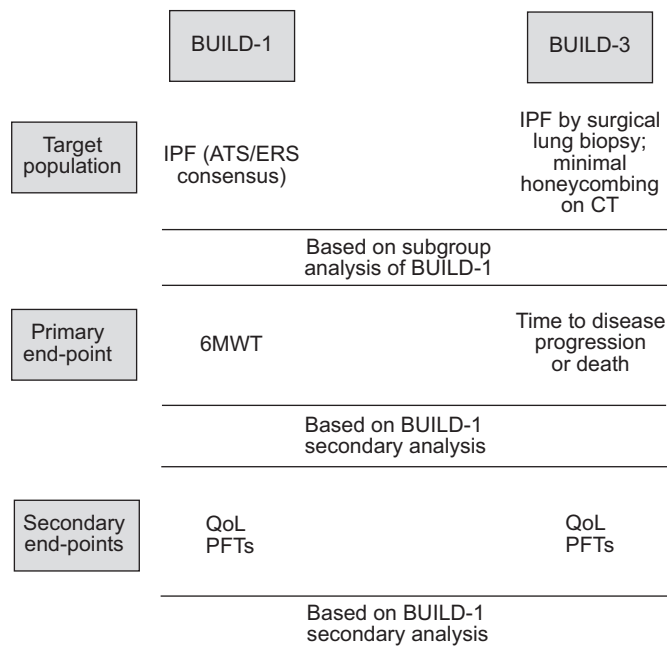 BUILD-1
BUILD-3
Target
population
IPF (ATS/ERS
consensus)
IPF by surgical
lung biopsy;
minimal
honeycombing
on CT
Based on subgroup
analysis of BUILD-1
Primary
end-point
6MWT
Time to disease
progression
or death
Based on BUILD-1
secondary analysis
Secondary
end-points
QoL
PFTs
QoL
PFTs
Based on BUILD-1
secondary analysis